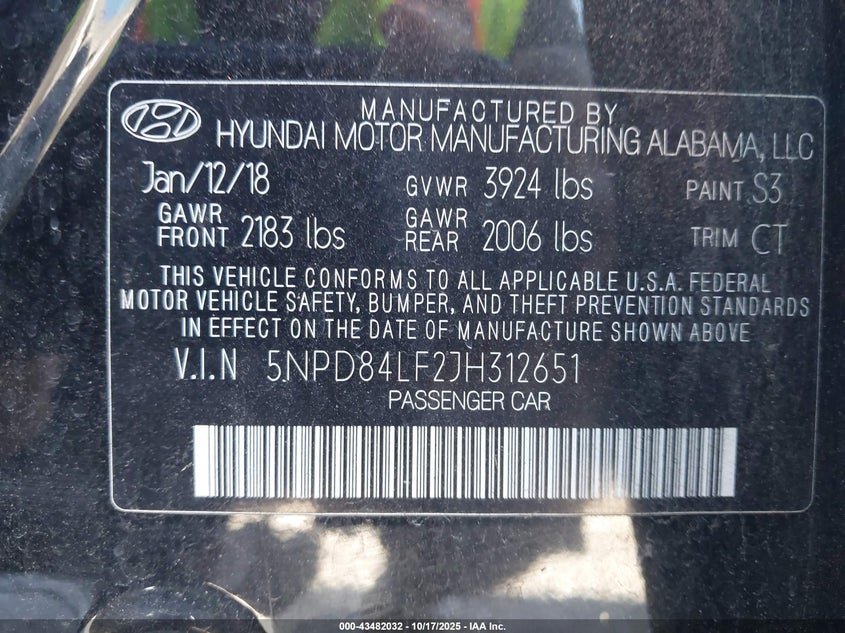 MANUFACTURED BY
HYUNDAI MOTOR MANUFACTURING ALABAMA, LLC
Jan/12/18 GVWR 3924 lbs PAINT S3
GAWR FRONT 2183 lbs GAWR REAR 2006 lbs TRIM CT
THIS VEHICLE CONFORMS TO ALL APPLICABLE U.S.A. FEDERAL
MOTOR VEHICLE SAFETY, BUMPER, AND THEFT PREVENTION STANDARDS
IN EFFECT ON THE DATE OF MANUFACTURE SHOWN ABOVE
V.I.N 5NPD84LF2JH312651
PASSENGER CAR
000-43482032 - 10/17/2025 - IAA Inc.